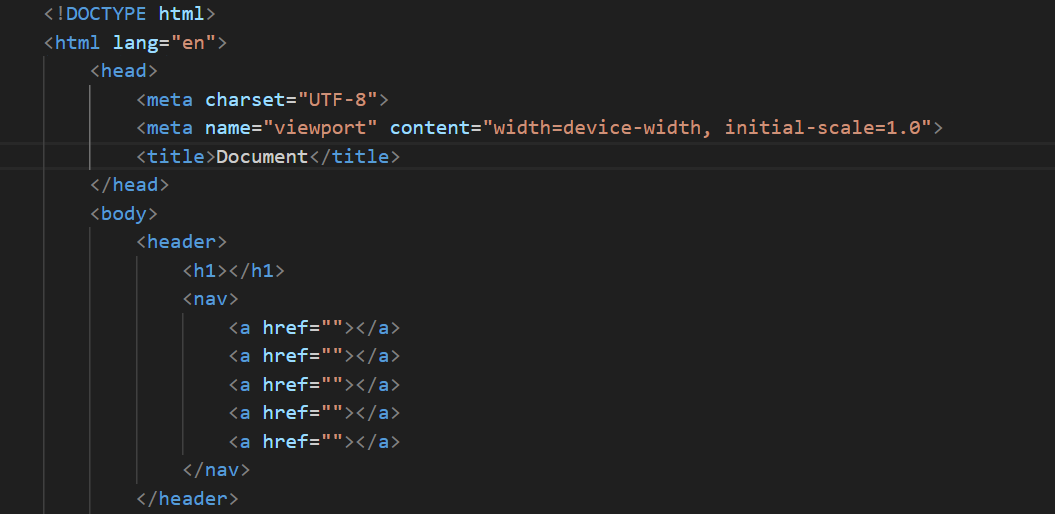 <!DOCTYPE html>
<html lang="en">
    <head>
        <meta charset="UTF-8">
        <meta name="viewport" content="width=device-width, initial-scale=1.0">
        <title>Document</title>
    </head>
    <body>
        <header>
            <h1></h1>
            <nav>
                <a href=""></a>
                <a href=""></a>
                <a href=""></a>
                <a href=""></a>
                <a href=""></a>
            </nav>
        </header>